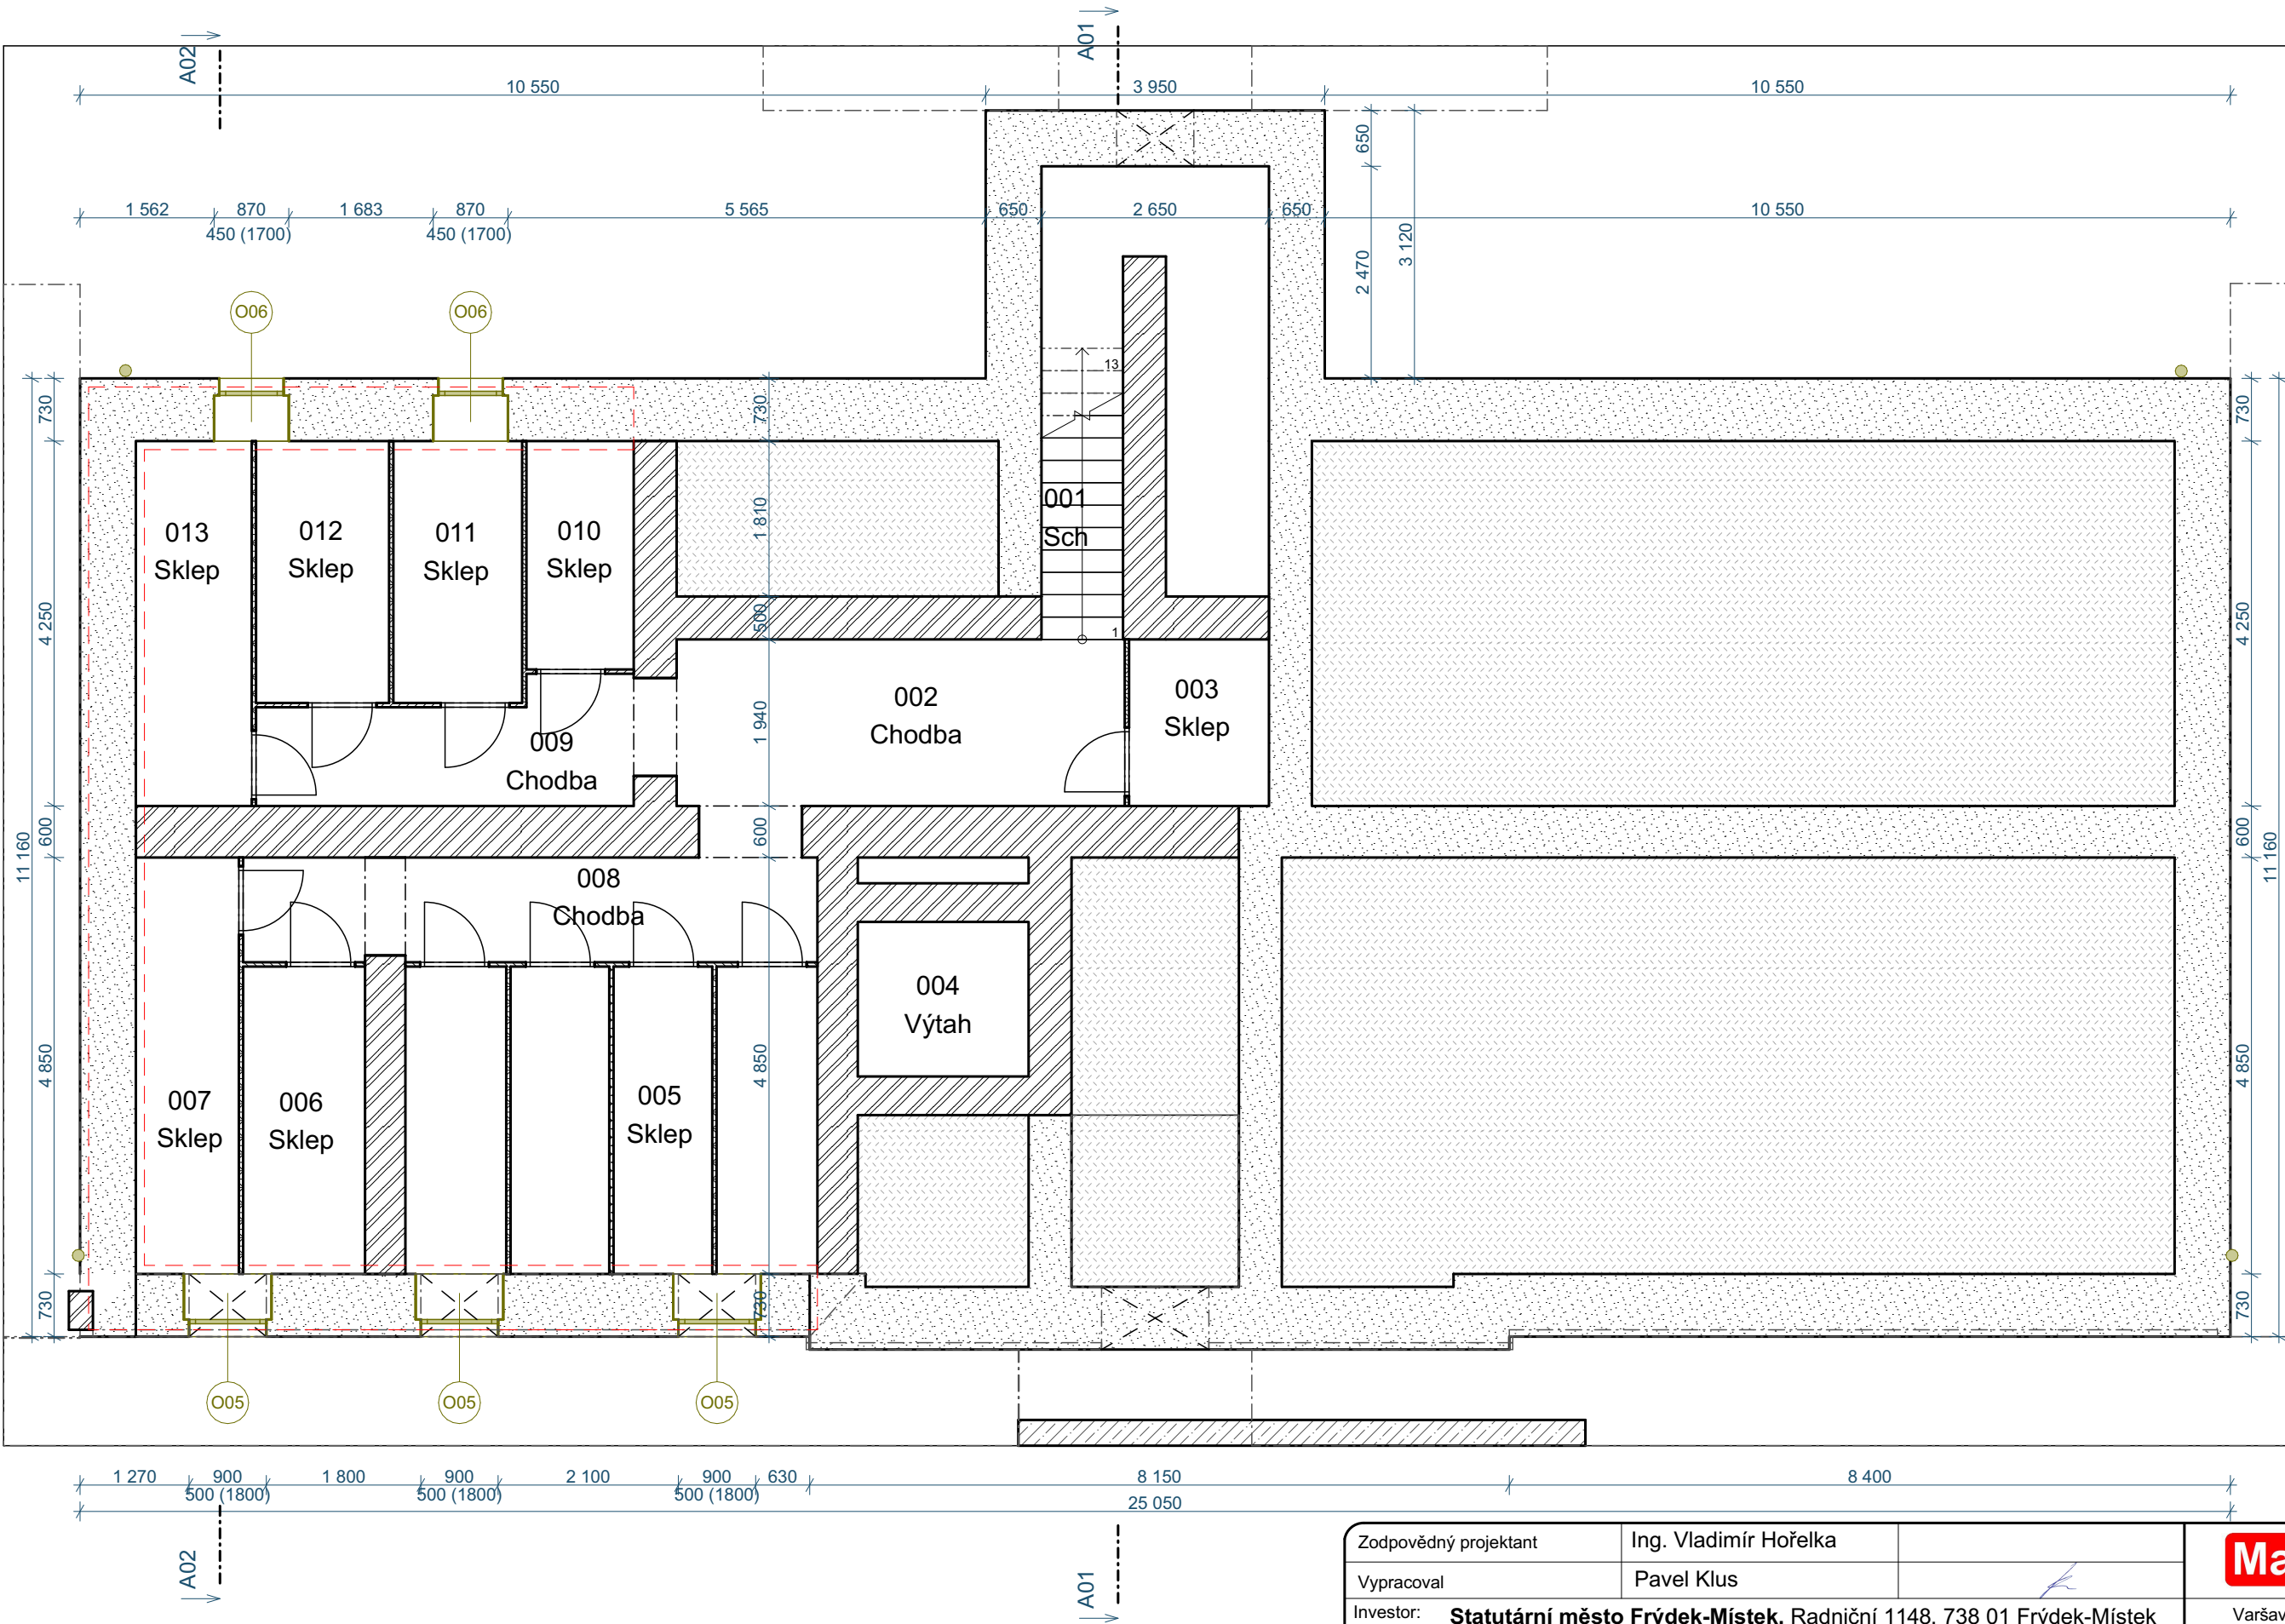 A02
A01
10 550
3 950
10 550
650
1 562
870
1 683
870
5 565
650
2 650
650
10 550
450 (1700)
450 (1700)
3 120
2 470
O06
O06
13
730
730
730
001
Sch
1 810
013
Sklep
012
Sklep
011
Sklep
010
Sklep
4 250
500
1
4 250
003
Sklep
002
Chodba
1 940
009
Chodba
11 160
600
600
600
11 160
008
Chodba
004
Výtah
4 850
4 850
4 850
007
Sklep
006
Sklep
005
Sklep
730
730
730
O05
O05
O05
1 270
900
1 800
900
2 100
900
630
8 150
8 400
500 (1800)
500 (1800)
500 (1800)
25 050
A02
A01
Zodpovědný projektant
Ing. Vladimír Hořelka
Vypracoval
Pavel Klus
Ma
Investor:
Statutární město Frýdek-Místek, Radniční 1148, 738 01 Frýdek-Místek
Varšav